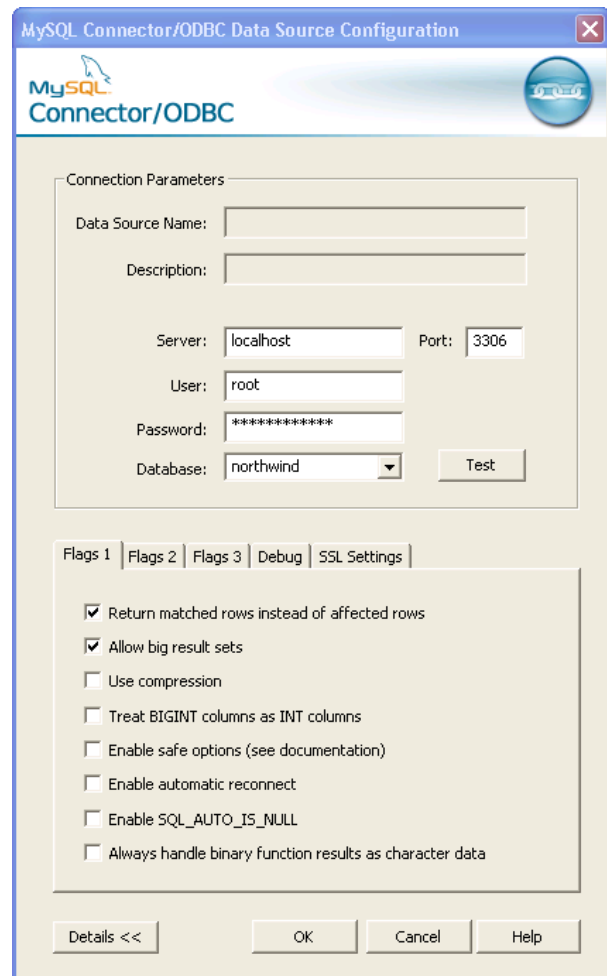 MySQL Connector/ODBC Data Source Configuration
MySQL
Connector/ODBC
Connection Parameters
Data Source Name:
Description:
Server: localhost Port: 3306
User: root
Password: ************
Database: northwind Test
Flags 1 Flags 2 Flags 3 Debug SSL Settings
Return matched rows instead of affected rows
Allow big result sets
Use compression
Treat BIGINT columns as INT columns
Enable safe options (see documentation)
Enable automatic reconnect
Enable SQL_AUTO_IS_NULL
Always handle binary function results as character data
Details << OK Cancel Help